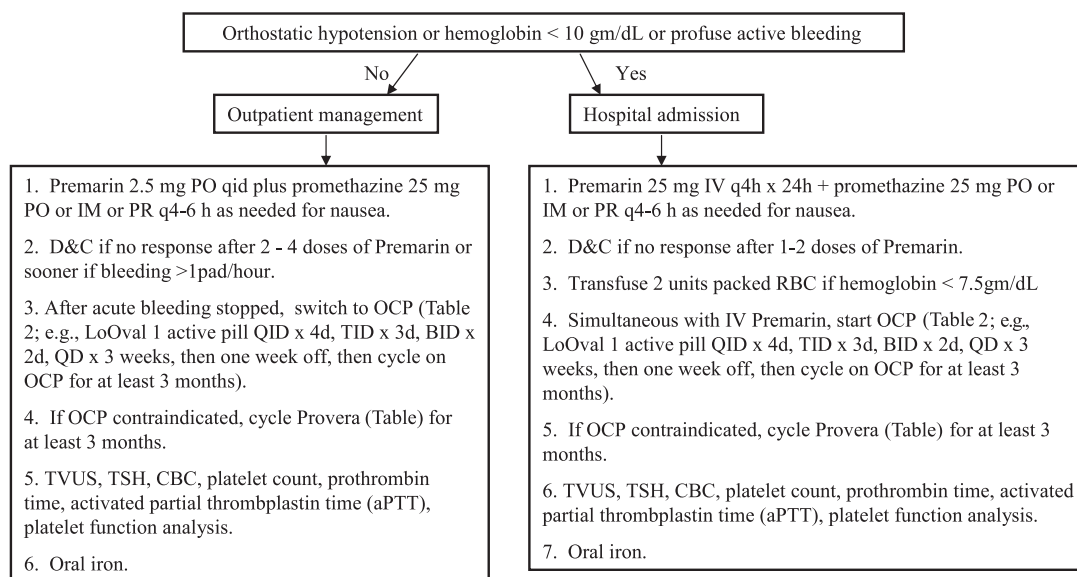 Orthostatic hypotension or hemoglobin < 10 gm/dL or profuse active bleeding
No
Yes
Outpatient management
Hospital admission
1. Premarin 2.5 mg PO qid plus promethazine 25 mg
PO or IM or PR q4-6 h as needed for nausea.
2. D&C if no response after 2 - 4 doses of Premarin or
sooner if bleeding >1pad/hour.
3. After acute bleeding stopped, switch to OCP (Table
2; e.g., LoOval 1 active pill QID x 4d, TID x 3d, BID x
2d, QD x 3 weeks, then one week off, then cycle on
OCP for at least 3 months).
4. If OCP contraindicated, cycle Provera (Table) for
at least 3 months.
5. TVUS, TSH, CBC, platelet count, prothrombin
time, activated partial thrombplastin time (aPTT),
platelet function analysis.
6. Oral iron.
1. Premarin 25 mg IV q4h x 24h + promethazine 25 mg PO or
IM or PR q4-6 h as needed for nausea.
2. D&C if no response after 1-2 doses of Premarin.
3. Transfuse 2 units packed RBC if hemoglobin < 7.5gm/dL
4. Simultaneous with IV Premarin, start OCP (Table 2; e.g.,
LoOval 1 active pill QID x 4d, TID x 3d, BID x 2d, QD x 3
weeks, then one week off, then cycle on OCP for at least 3
months).
5. If OCP contraindicated, cycle Provera (Table) for at least 3
months.
6. TVUS, TSH, CBC, platelet count, prothrombin time, activated
partial thrombplastin time (aPTT), platelet function analysis.
7. Oral iron.